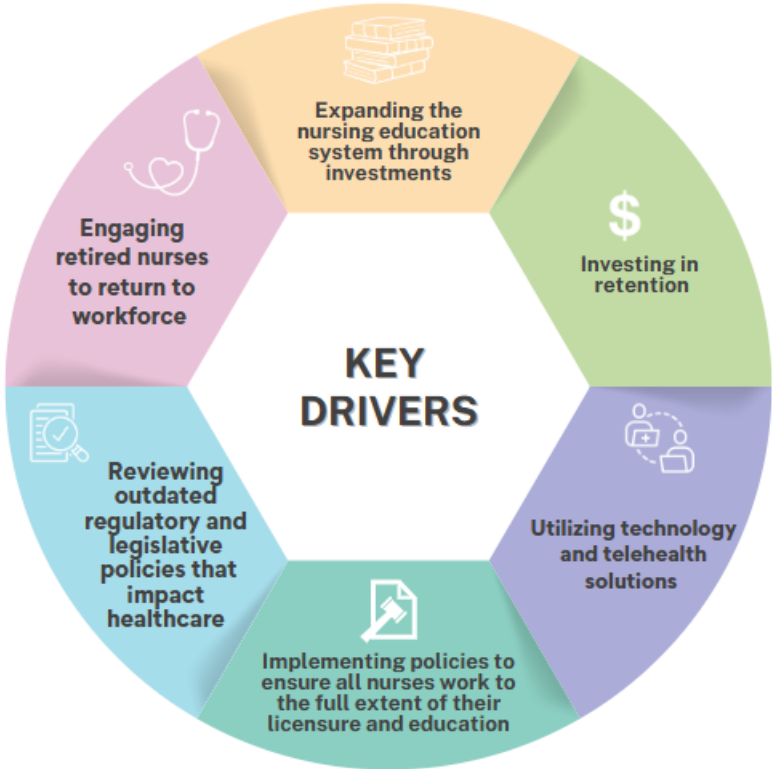 Expanding the
nursing education
system through
investments
$
Investing in
retention
Utilizing technology
and telehealth
solutions
Implementing policies to
ensure all nurses work to
the full extent of their
licensure and education
Reviewing
outdated
regulatory and
legislative
policies that
impact
healthcare
Engaging
retired nurses
to return to
workforce
KEY
DRIVERS